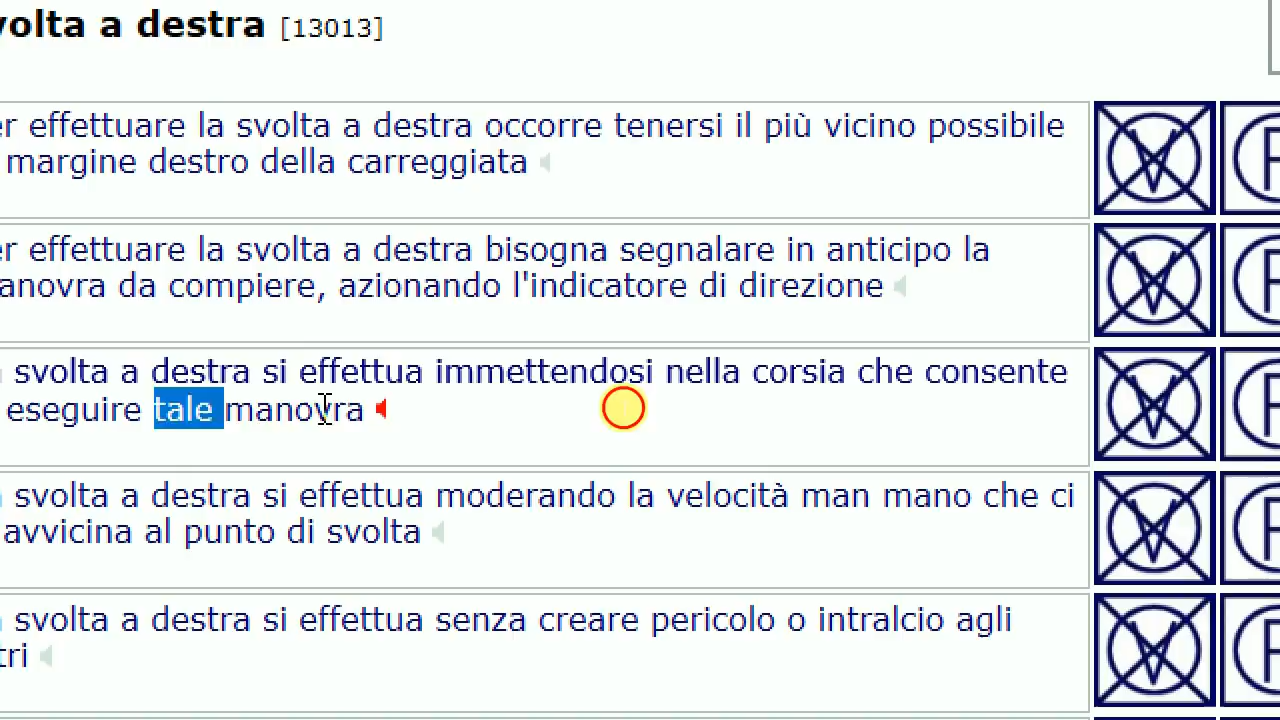 volta a destra [13013]
er effettuare la svolta a destra occorre tenersi il più vicino possibile
margine destro della carreggiata
V
er effettuare la svolta a destra bisogna segnalare in anticipo la
anovra da compiere, azionando l'indicatore di direzione
V
svolta a destra si effettua immettendosi nella corsia che consente
eseguire tale manovra
V
svolta a destra si effettua moderando la velocità man mano che ci
avvicina al punto di svolta
V
svolta a destra si effettua senza creare pericolo o intralcio agli
tri
V